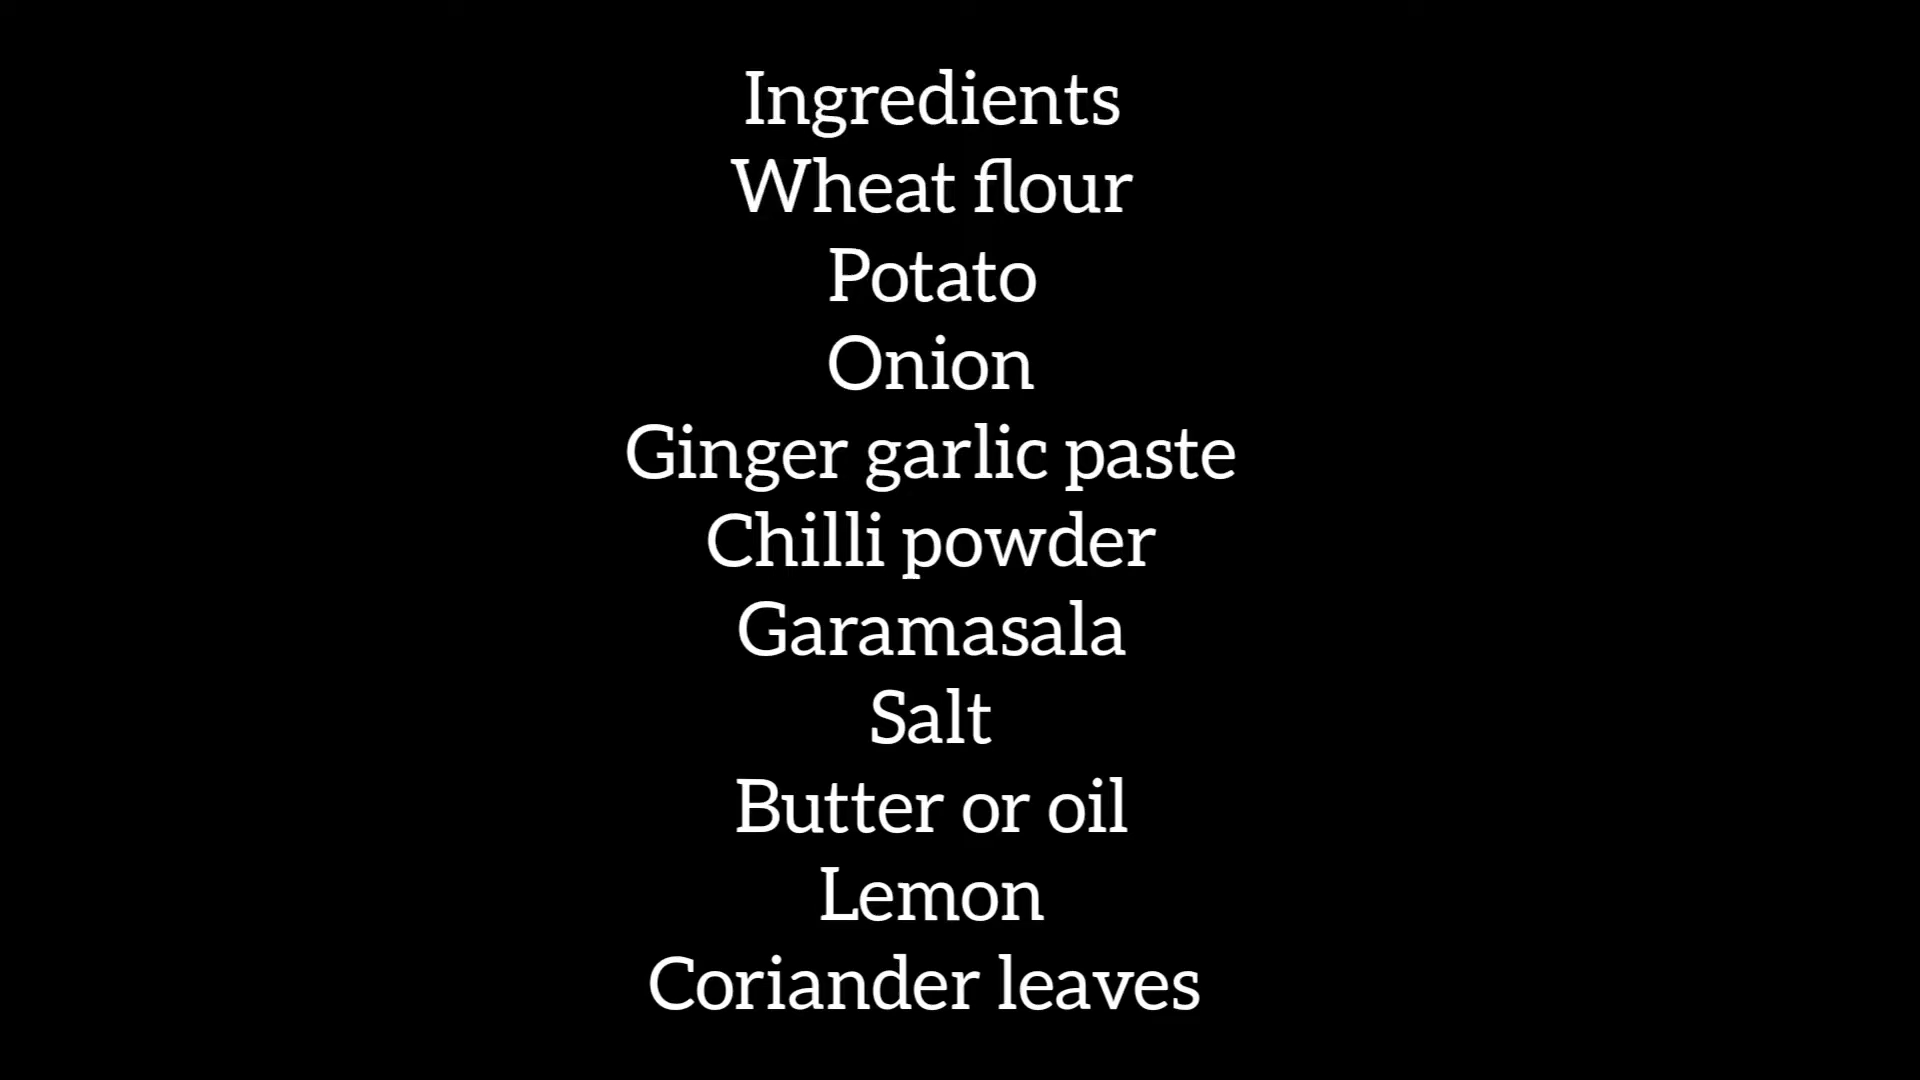 Ingredients
Wheat flour
Potato
Onion
Ginger garlic paste
Chilli powder
Garamasala
Salt
Butter or oil
Lemon
Coriander leaves